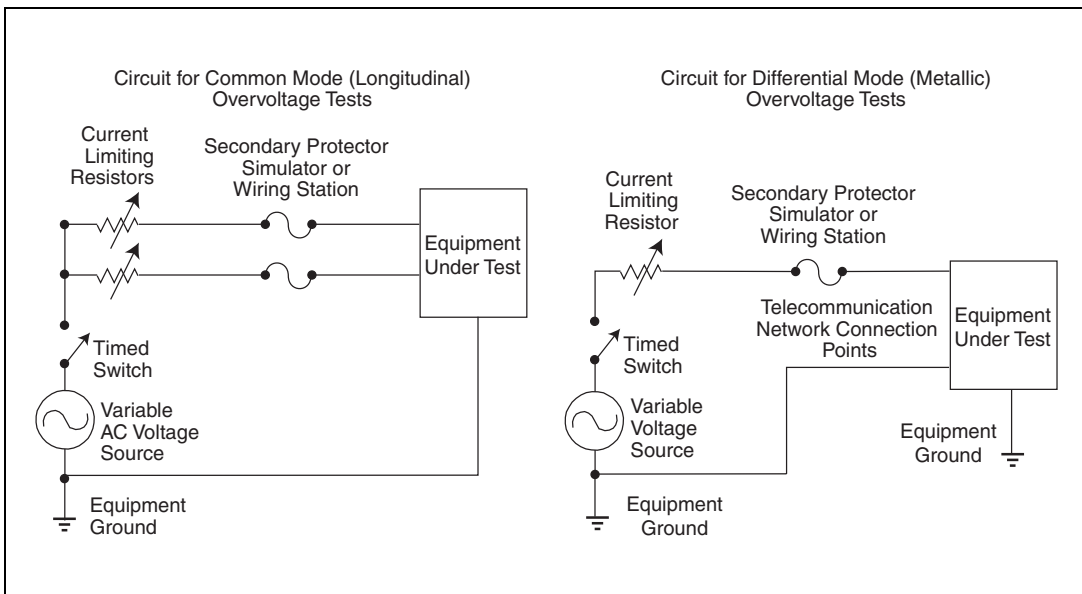 Circuit for Common Mode (Longitudinal)
Overvoltage Tests
Current
Limiting
Resistors
Secondary Protector
Simulator or
Wiring Station
Equipment
Under Test
Timed
Switch
Variable
AC Voltage
Source
Equipment
Ground
Circuit for Differential Mode (Metallic)
Overvoltage Tests
Current
Limiting
Resistor
Secondary Protector
Simulator or
Wiring Station
Telecommunication
Network Connection
Points
Equipment
Under Test
Timed
Switch
Variable
Voltage
Source
Equipment
Ground
Equipment
Ground